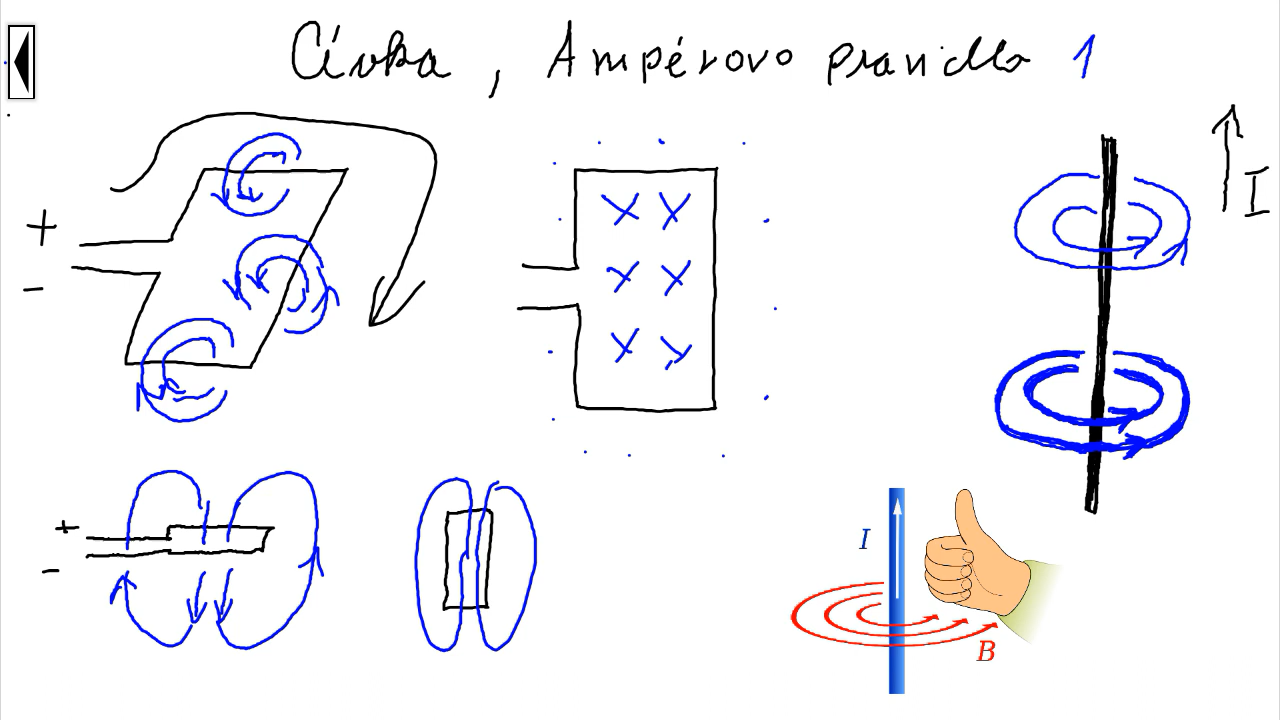 Cívka, Ampérovo pravidlo 1
I
+
-
+
-
I
B